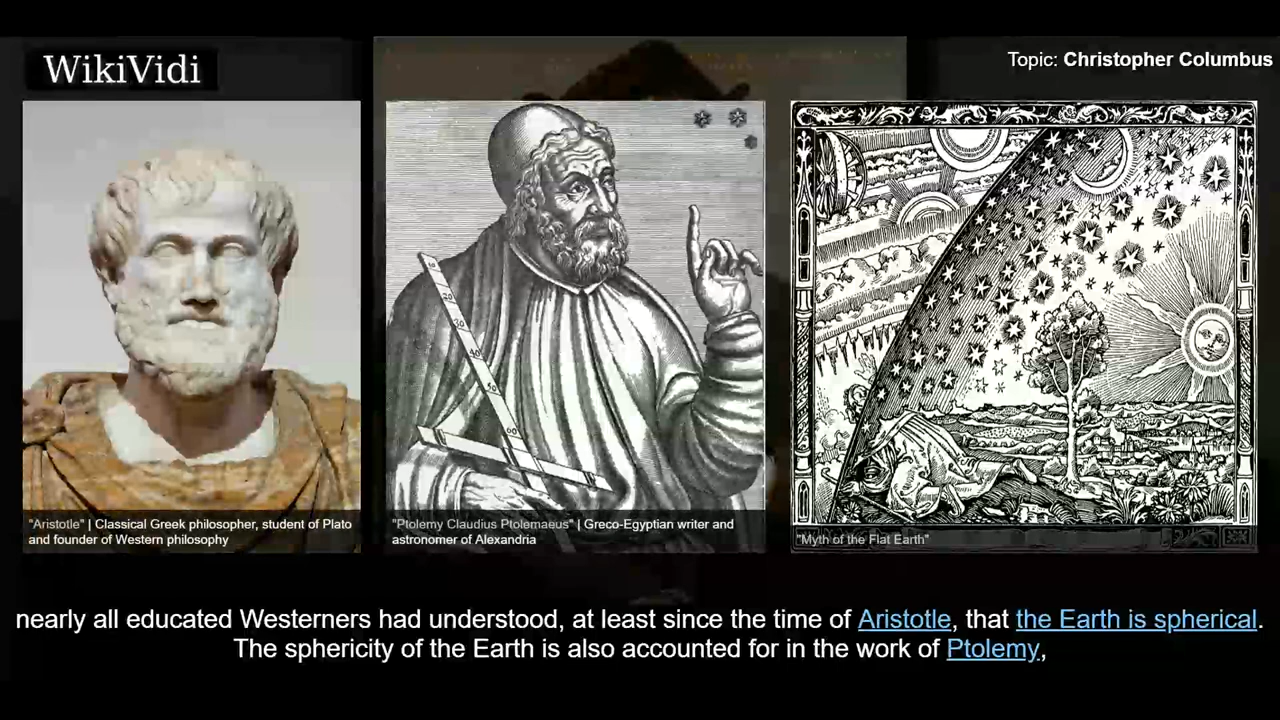 WikiVidi
Topic: Christopher Columbus
"Aristotle" | Classical Greek philosopher, student of Plato
and founder of Western philosophy
"Ptolemy Claudius Ptolemaeus" | Greco-Egyptian writer and
astronomer of Alexandria
"Myth of the Flat Earth"
nearly all educated Westerners had understood, at least since the time of Aristotle, that the Earth is spherical.
The sphericity of the Earth is also accounted for in the work of Ptolemy,